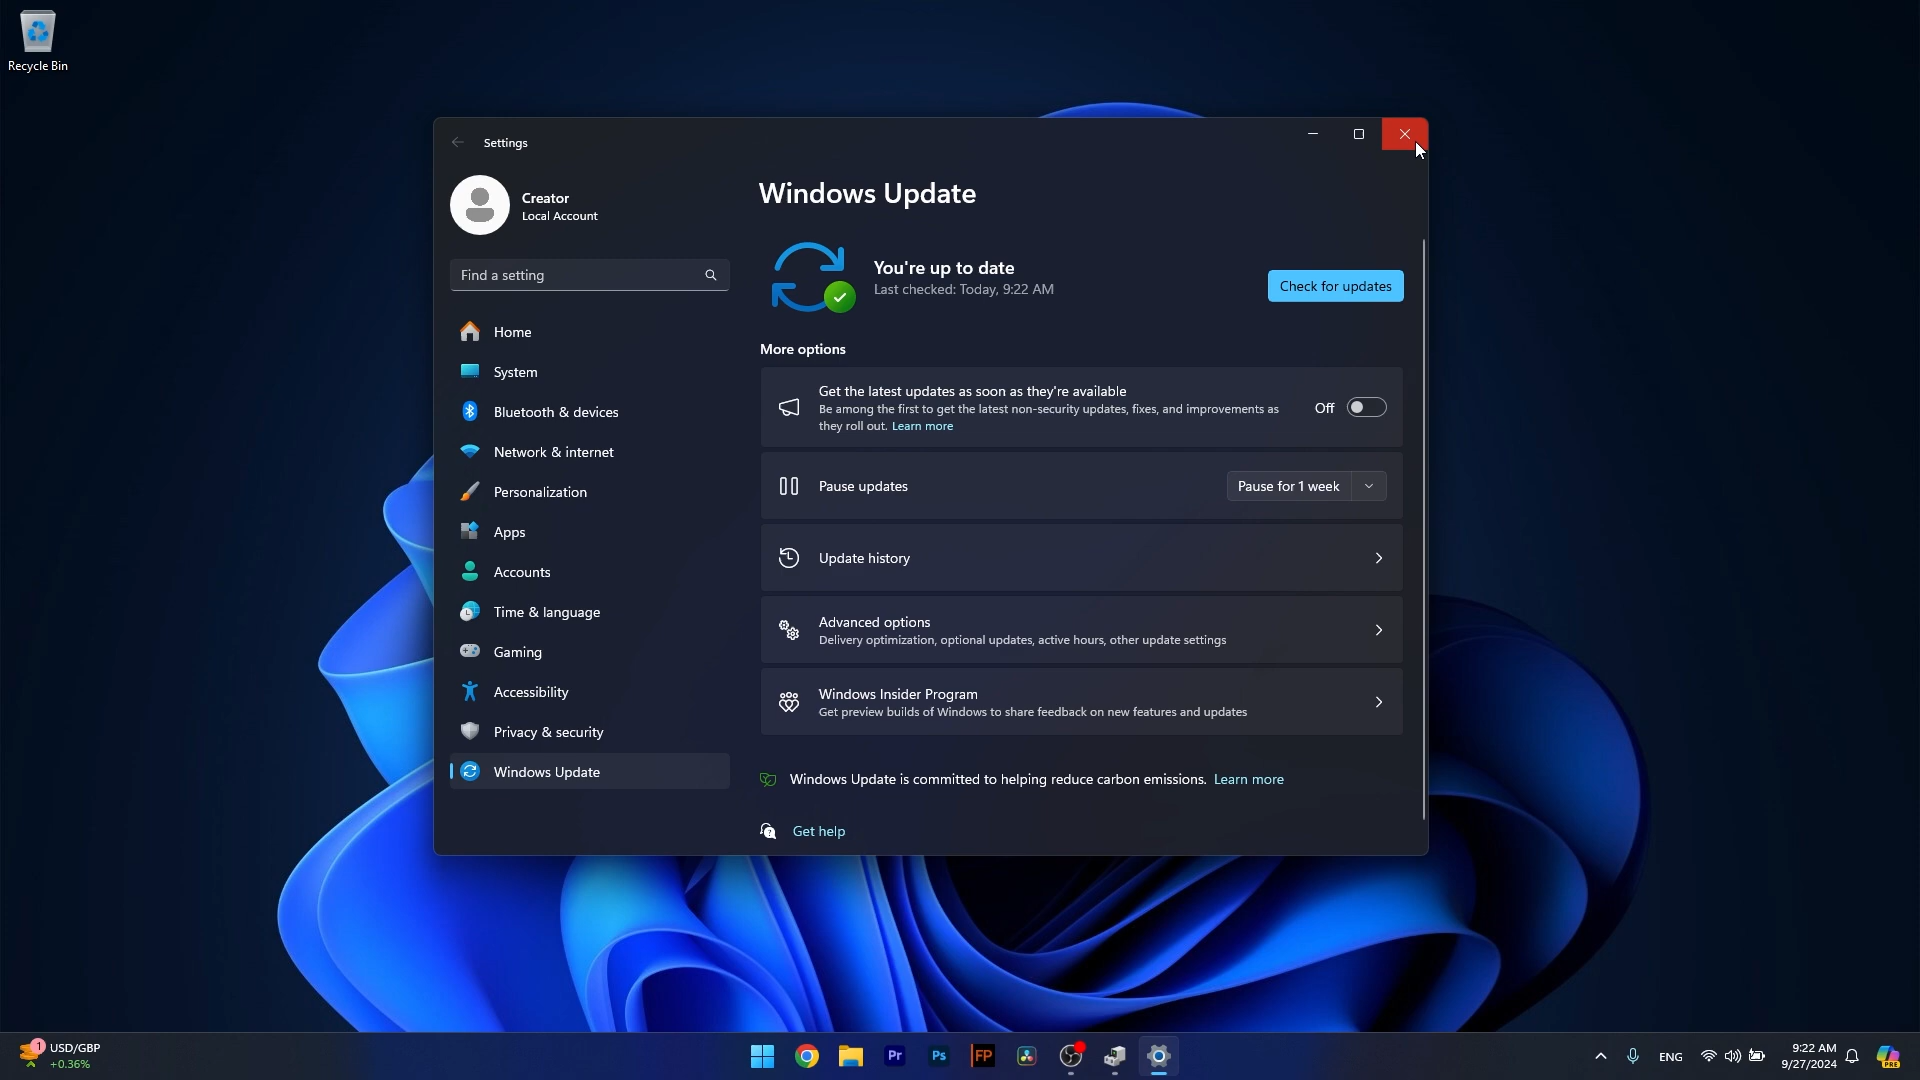 Recycle Bin
Settings
Creator
Local Account
Find a setting
Home
System
Bluetooth & devices
Network & internet
Personalization
Apps
Accounts
Time & language
Gaming
Accessibility
Privacy & security
Windows Update
Windows Update
You're up to date
Last checked: Today, 9:22 AM
Check for updates
More options
Get the latest updates as soon as they're available
Be among the first to get the latest non-security updates, fixes, and improvements as
they roll out. Learn more
Off
Pause updates
Pause for 1 week
Update history
Advanced options
Delivery optimization, optional updates, active hours, other update settings
Windows Insider Program
Get preview builds of Windows to share feedback on new features and updates
Windows Update is committed to helping reduce carbon emissions. Learn more
Get help
1
USD/GBP
+0.36%
Pr
Ps
FP
ENG
9:22 AM
9/27/2024
PRE